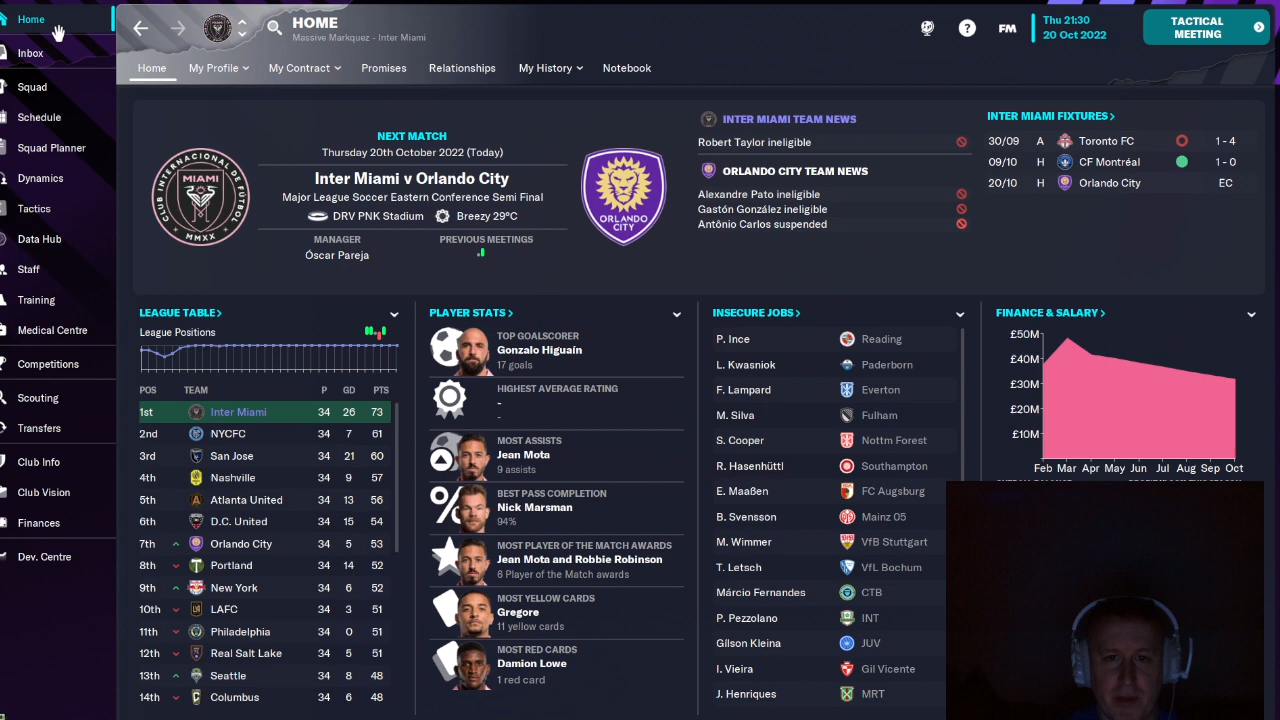 Home
Inbox
Squad
Schedule
Squad Planner
Dynamics
Tactics
Data Hub
Staff
Training
Medical Centre
Competitions
Scouting
Transfers
Club Info
Club Vision
Finances
Dev. Centre
HOME
Massive Markquez - Inter Miami
?
FM
Thu 21:30
20 Oct 2022
TACTICAL
MEETING
Home
My Profile
My Contract
Promises
Relationships
My History
Notebook
CLUB INTERNACIONAL DE FÚTBOL
MIAMI
MMXX
NEXT MATCH
Thursday 20th October 2022 (Today)
Inter Miami v Orlando City
Major League Soccer Eastern Conference Semi Final
DRV PNK Stadium Breezy 29°C
MANAGER
Óscar Pareja
PREVIOUS MEETINGS
ORLANDO
CITY
INTER MIAMI TEAM NEWS
Robert Taylor ineligible
ORLANDO CITY TEAM NEWS
Alexandre Pato ineligible
Gastón González ineligible
Antônio Carlos suspended
INTER MIAMI FIXTURES>
30/09 A Toronto FC 1 - 4
09/10 H CF Montréal 1 - 0
20/10 H Orlando City EC
LEAGUE TABLE>
League Positions
POS TEAM P GD PTS
1st Inter Miami 34 26 73
2nd NYCFC 34 7 61
3rd San Jose 34 21 60
4th Nashville 34 9 57
5th Atlanta United 34 13 56
6th D.C. United 34 15 54
7th Orlando City 34 5 53
8th Portland 34 14 52
9th New York 34 6 52
10th LAFC 34 3 51
11th Philadelphia 34 0 51
12th Real Salt Lake 34 5 51
13th Seattle 34 8 48
14th Columbus 34 6 48
PLAYER STATS>
TOP GOALSCORER
Gonzalo Higuaín
17 goals
HIGHEST AVERAGE RATING
-
-
MOST ASSISTS
Jean Mota
9 assists
BEST PASS COMPLETION
Nick Marsman
94%
MOST PLAYER OF THE MATCH AWARDS
Jean Mota and Robbie Robinson
6 Player of the Match awards
MOST YELLOW CARDS
Gregore
11 yellow cards
MOST RED CARDS
Damion Lowe
1 red card
INSECURE JOBS>
P. Ince Reading
L. Kwasniok Paderborn
F. Lampard Everton
M. Silva Fulham
S. Cooper Nottm Forest
R. Hasenhüttl Southampton
E. Maaßen FC Augsburg
B. Svensson Mainz 05
M. Wimmer VfB Stuttgart
T. Letsch VfL Bochum
Márcio Fernandes CTB
P. Pezzolano INT
Gilson Kleina JUV
I. Vieira Gil Vicente
J. Henriques MRT
FINANCE & SALARY>
£50M
£40M
£30M
£20M
£10M
Feb Mar Apr May Jun Jul Aug Sep Oct